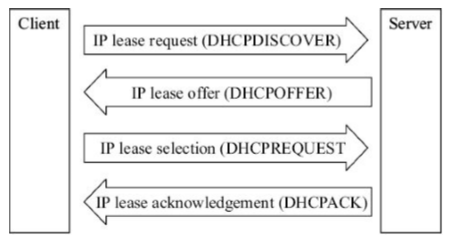 Client
Server
IP lease request (DHCPDISCOVER)
IP lease offer (DHCPOFFER)
IP lease selection (DHCPREQUEST
IP lease acknowledgement (DHCPACK)